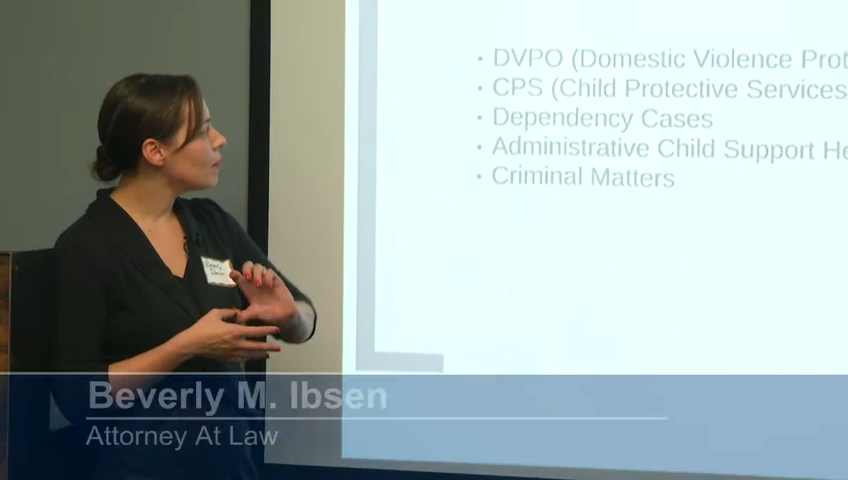 • DVPO (Domestic Violence Prot
• CPS (Child Protective Services
• Dependency Cases
• Administrative Child Support He
• Criminal Matters
Beverly M. Ibsen
Attorney At Law